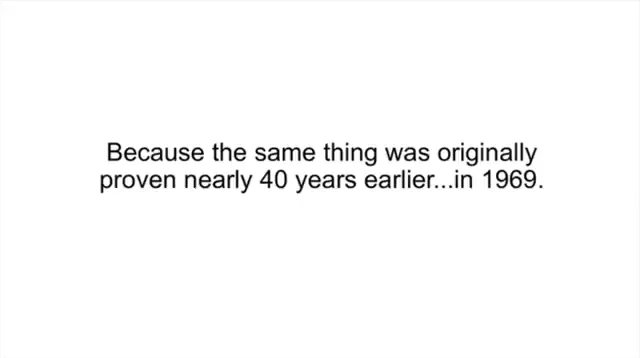 Because the same thing was originally
proven nearly 40 years earlier...in 1969.